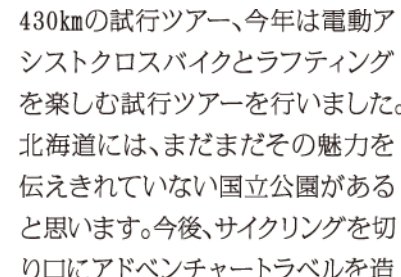 430kmの試行ツアー、今年は電動ア
シストクロスバイクとラフティング
を楽しむ試行ツアーを行いました。
北海道には、まだまだその魅力を
伝えきれていない国立公園がある
と思います。今後、サイクリングを切
り口にアドベンチャートラベルを造